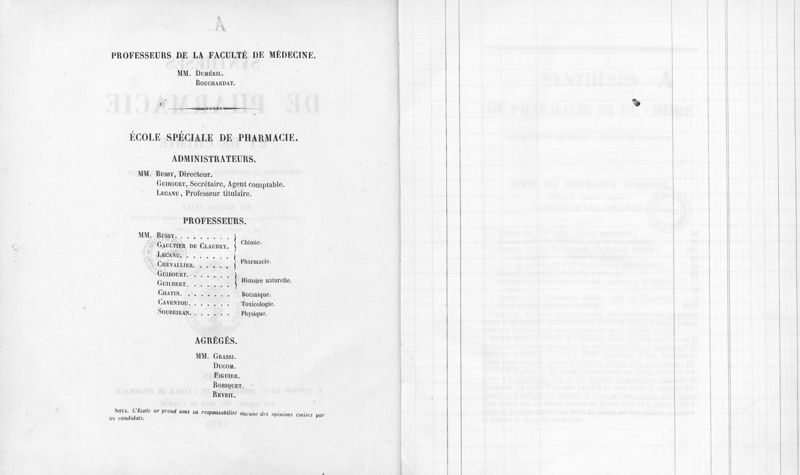 PROFESSEURS DE LA FACULTÉ DE MÉDECINE.
MM. Duméril.
Bouchardat.
ÉCOLE SPÉCIALE DE PHARMACIE.
ADMINISTRATEURS.
MM. Bussy, Directeur.
Guibourt, Secrétaire, Agent comptable.
Lecanu, Professeur titulaire.
PROFESSEURS.
MM. Bussy. . . . . . . . .
Gaultier de Claubry. } Chimie.
Lecanu. . . . . . . .
Chevallier. . . . . . } Pharmacie.
Guibourt. . . . . . .
Guilbert. . . . . . . } Histoire naturelle.
Chatin. . . . . . . . Botanique.
Caventou. . . . . . . Toxicologie.
Soubeiran. . . . . . Physique.
AGRÉGÉS.
MM. Grassi.
Ducom.
Figuier.
Robiquet.
Reveil.
Nota. L'École ne prend sous sa responsabilité aucune des opinions émises par
les candidats.
SYNTHÈSES
DE PHARMACIE ET DE CHIMIE